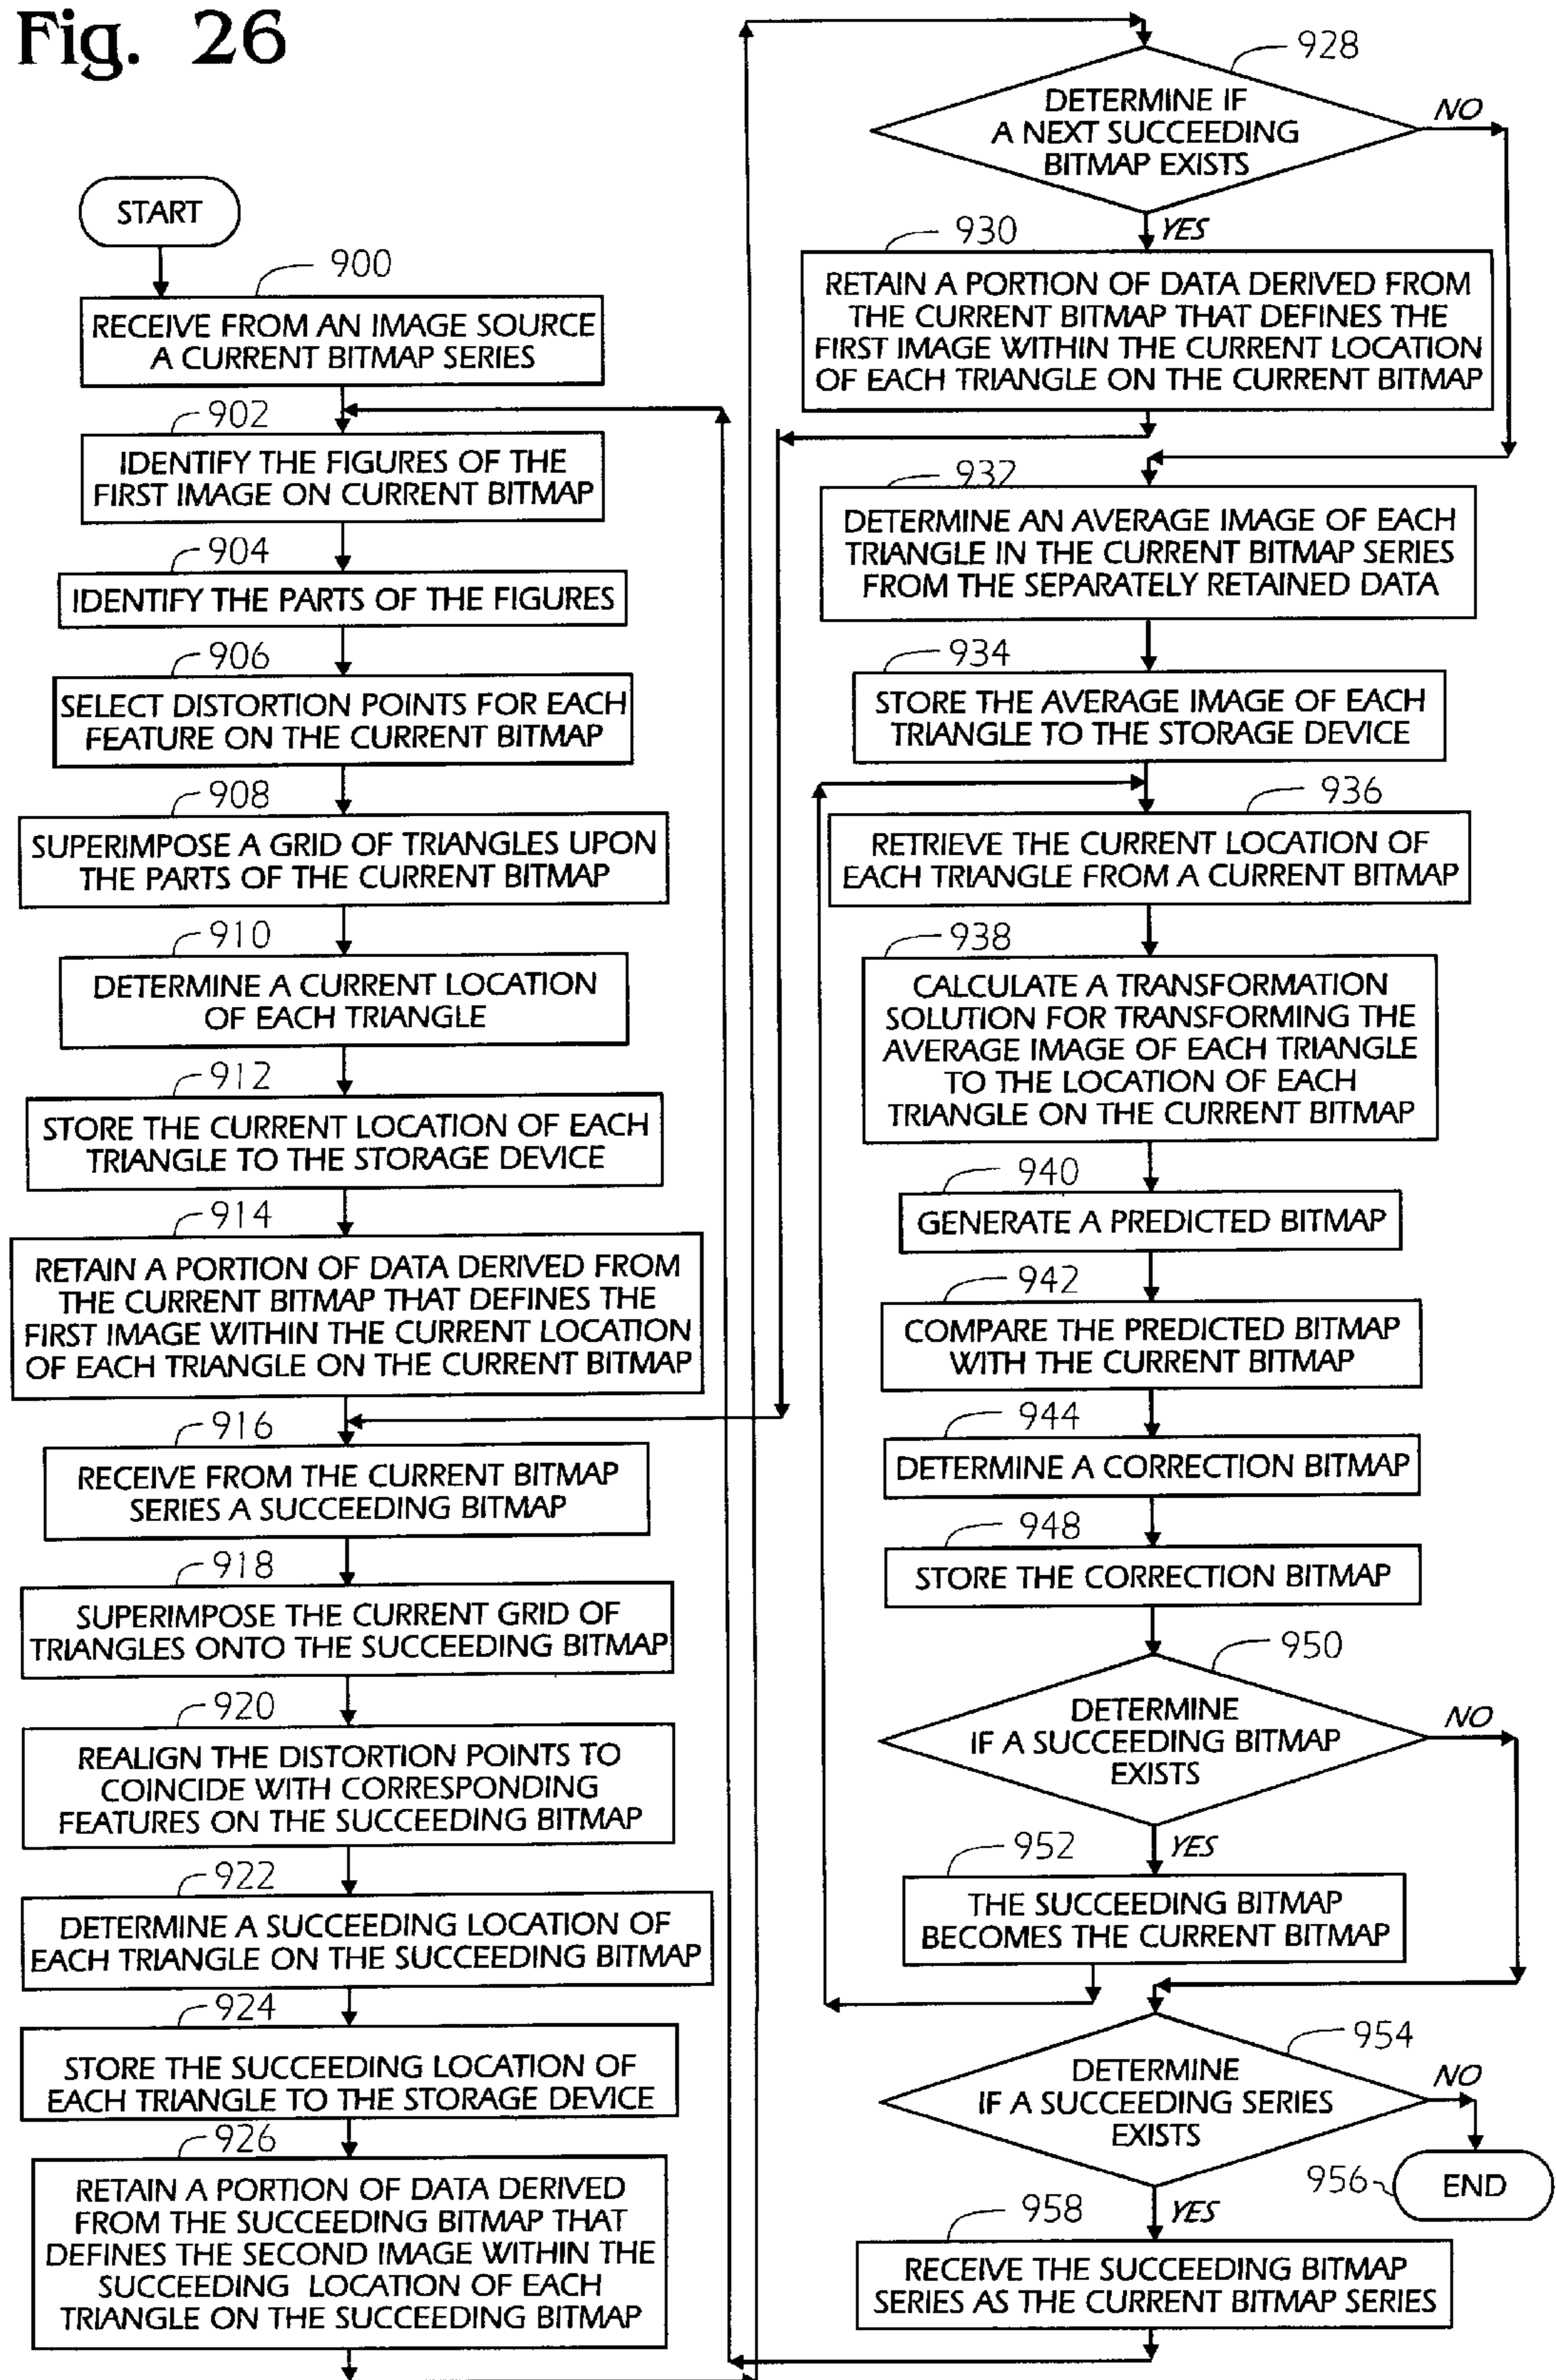 Fig. 26
START
900
RECEIVE FROM AN IMAGE SOURCE
A CURRENT BITMAP SERIES
902
IDENTIFY THE FIGURES OF THE
FIRST IMAGE ON CURRENT BITMAP
904
IDENTIFY THE PARTS OF THE FIGURES
906
SELECT DISTORTION POINTS FOR EACH
FEATURE ON THE CURRENT BITMAP
908
SUPERIMPOSE A GRID OF TRIANGLES UPON
THE PARTS OF THE CURRENT BITMAP
910
DETERMINE A CURRENT LOCATION
OF EACH TRIANGLE
912
STORE THE CURRENT LOCATION OF EACH
TRIANGLE TO THE STORAGE DEVICE
914
RETAIN A PORTION OF DATA DERIVED FROM
THE CURRENT BITMAP THAT DEFINES THE
FIRST IMAGE WITHIN THE CURRENT LOCATION
OF EACH TRIANGLE ON THE CURRENT BITMAP
916
RECEIVE FROM THE CURRENT BITMAP
SERIES A SUCCEEDING BITMAP
918
SUPERIMPOSE THE CURRENT GRID OF
TRIANGLES ONTO THE SUCCEEDING BITMAP
920
REALIGN THE DISTORTION POINTS TO
COINCIDE WITH CORRESPONDING
FEATURES ON THE SUCCEEDING BITMAP
922
DETERMINE A SUCCEEDING LOCATION OF
EACH TRIANGLE ON THE SUCCEEDING BITMAP
924
STORE THE SUCCEEDING LOCATION OF
EACH TRIANGLE TO THE STORAGE DEVICE
926
RETAIN A PORTION OF DATA DERIVED
FROM THE SUCCEEDING BITMAP THAT
DEFINES THE SECOND IMAGE WITHIN THE
SUCCEEDING LOCATION OF EACH
TRIANGLE ON THE SUCCEEDING BITMAP
928
DETERMINE IF
A NEXT SUCCEEDING
BITMAP EXISTS
NO
YES
930
RETAIN A PORTION OF DATA DERIVED FROM
THE CURRENT BITMAP THAT DEFINES THE
FIRST IMAGE WITHIN THE CURRENT LOCATION
OF EACH TRIANGLE ON THE CURRENT BITMAP
932
DETERMINE AN AVERAGE IMAGE OF EACH
TRIANGLE IN THE CURRENT BITMAP SERIES
FROM THE SEPARATELY RETAINED DATA
934
STORE THE AVERAGE IMAGE OF EACH
TRIANGLE TO THE STORAGE DEVICE
936
RETRIEVE THE CURRENT LOCATION OF
EACH TRIANGLE FROM A CURRENT BITMAP
938
CALCULATE A TRANSFORMATION
SOLUTION FOR TRANSFORMING THE
AVERAGE IMAGE OF EACH TRIANGLE
TO THE LOCATION OF EACH
TRIANGLE ON THE CURRENT BITMAP
940
GENERATE A PREDICTED BITMAP
942
COMPARE THE PREDICTED BITMAP
WITH THE CURRENT BITMAP
944
DETERMINE A CORRECTION BITMAP
948
STORE THE CORRECTION BITMAP
950
DETERMINE
IF A SUCCEEDING BITMAP
EXISTS
NO
YES
952
THE SUCCEEDING BITMAP
BECOMES THE CURRENT BITMAP
954
DETERMINE
IF A SUCCEEDING SERIES
EXISTS
NO
956
END
YES
958
RECEIVE THE SUCCEEDING BITMAP
SERIES AS THE CURRENT BITMAP SERIES